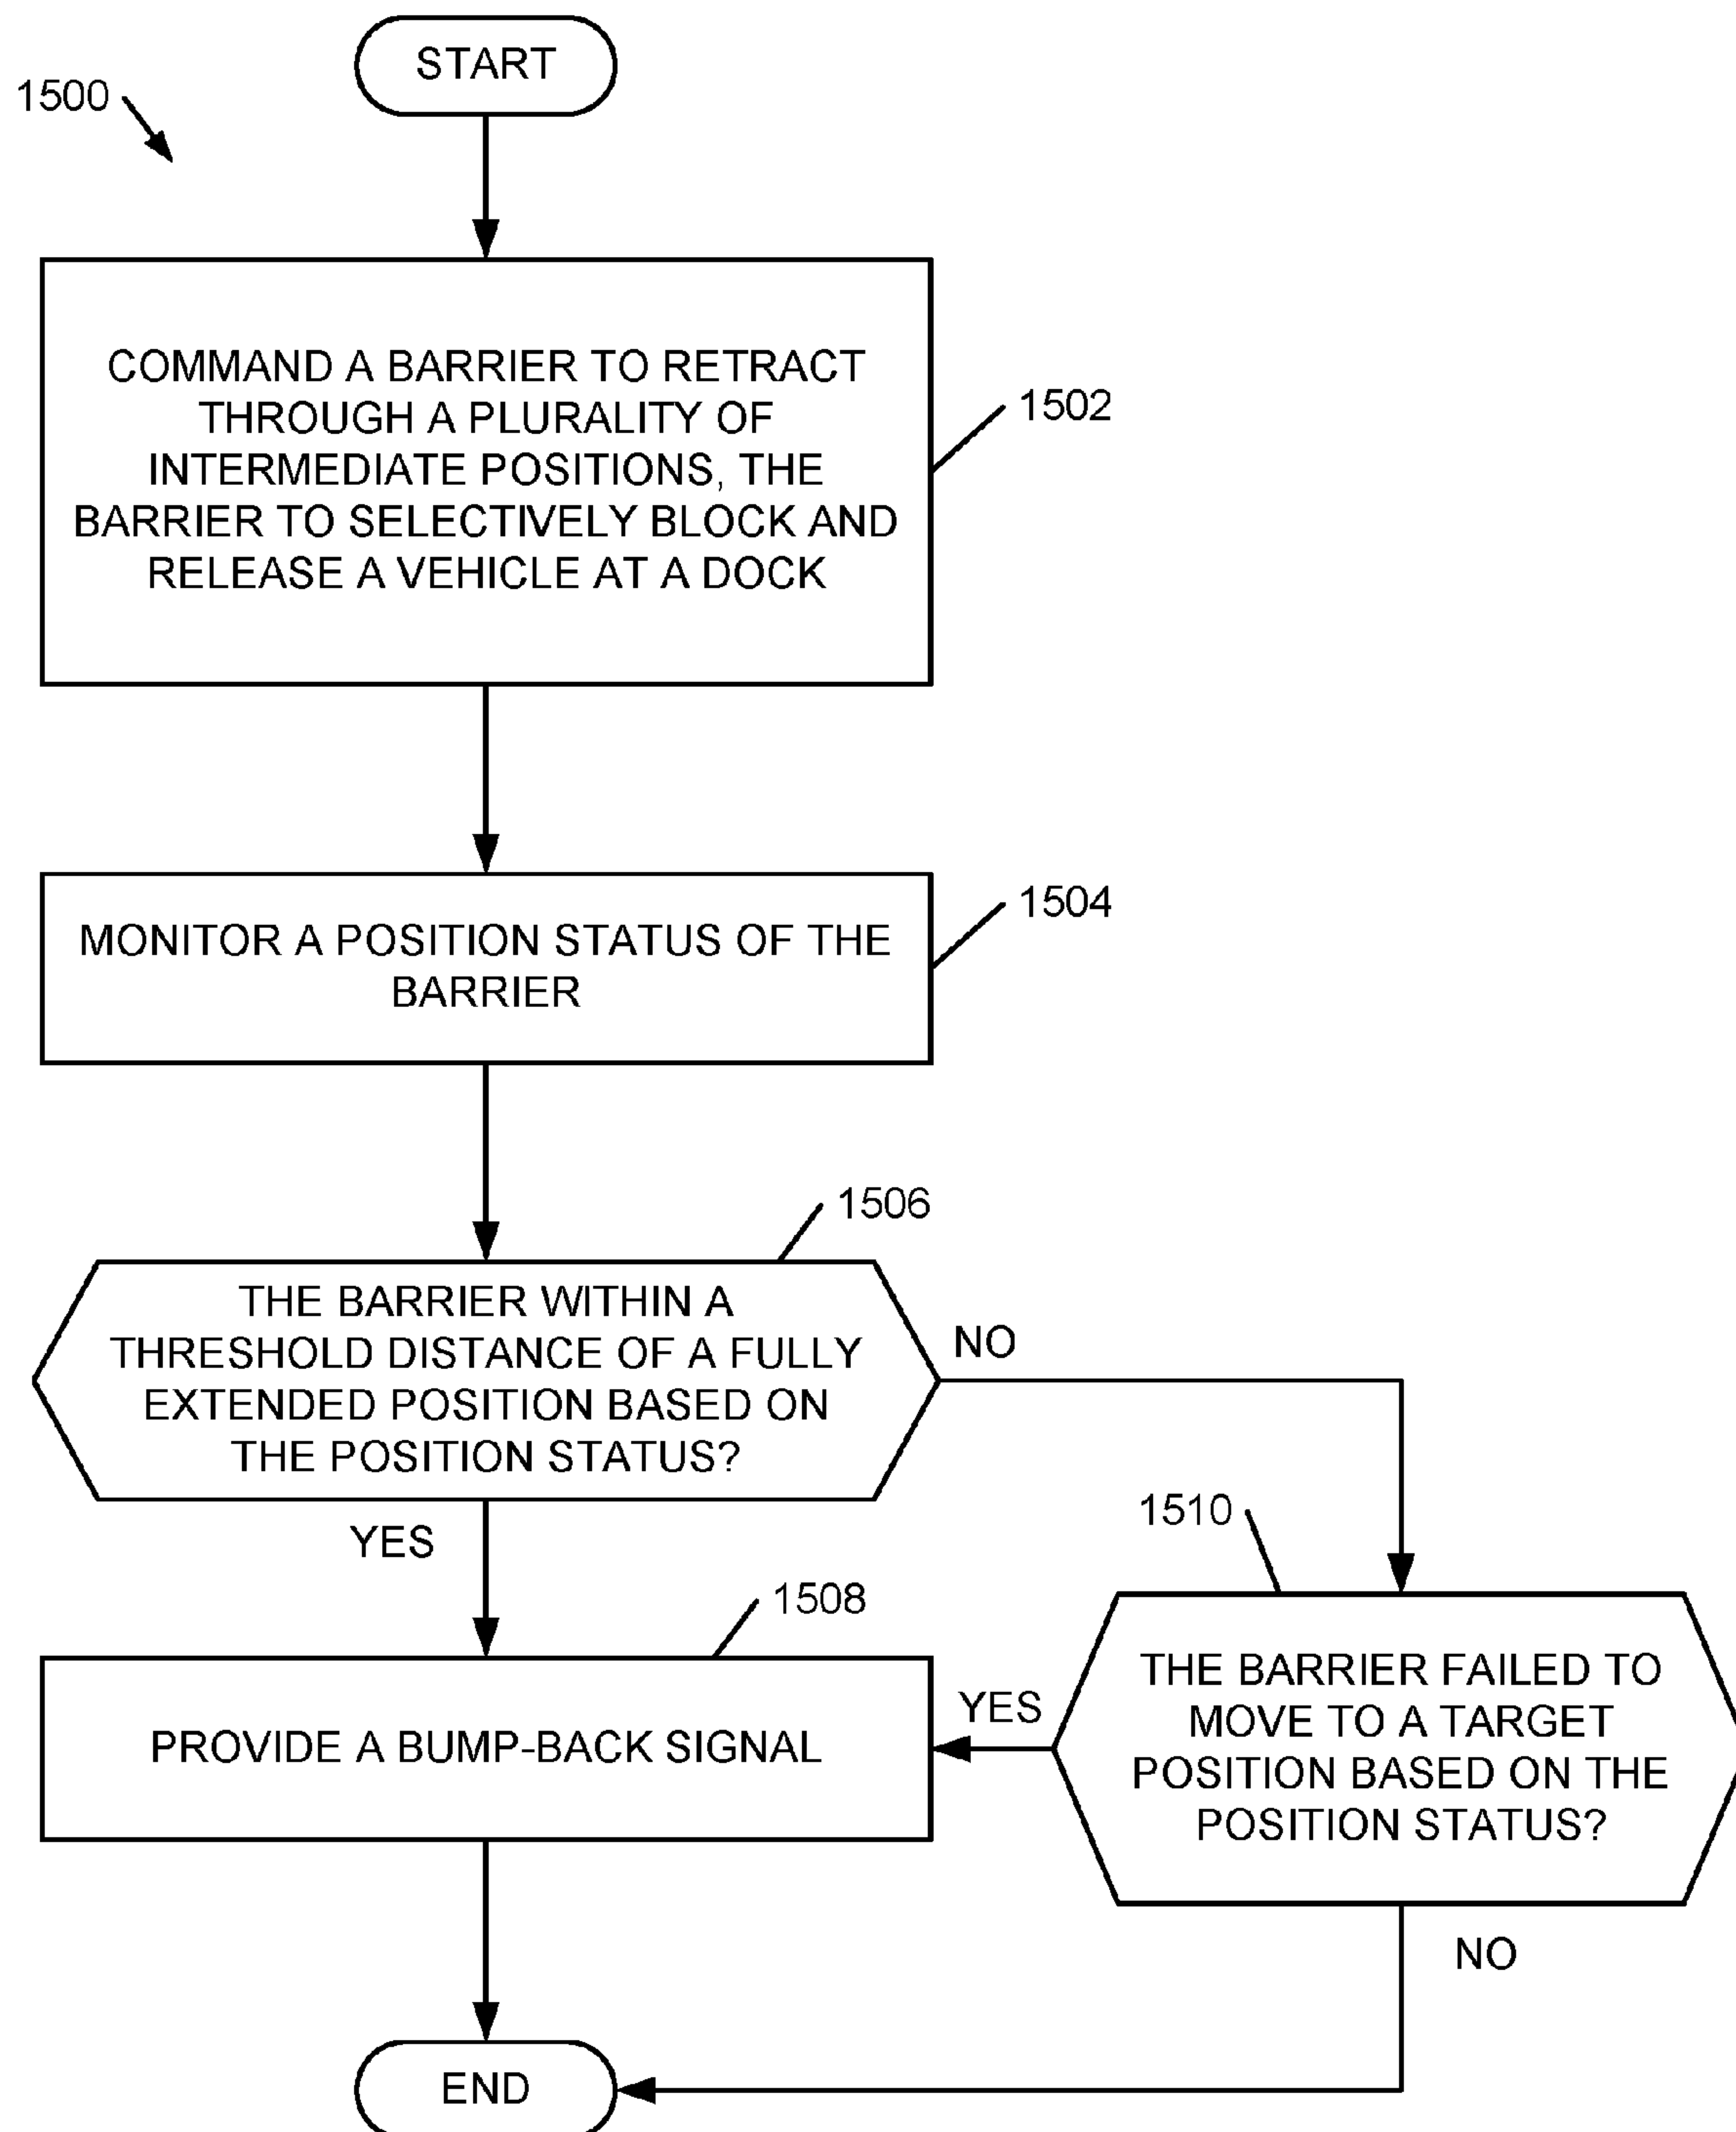 START
1500
COMMAND A BARRIER TO RETRACT
THROUGH A PLURALITY OF
INTERMEDIATE POSITIONS, THE
BARRIER TO SELECTIVELY BLOCK AND
RELEASE A VEHICLE AT A DOCK
1502
MONITOR A POSITION STATUS OF THE
BARRIER
1504
1506
THE BARRIER WITHIN A
THRESHOLD DISTANCE OF A FULLY
EXTENDED POSITION BASED ON
THE POSITION STATUS?
NO
YES
1510
1508
PROVIDE A BUMP-BACK SIGNAL
YES
THE BARRIER FAILED TO
MOVE TO A TARGET
POSITION BASED ON THE
POSITION STATUS?
NO
END